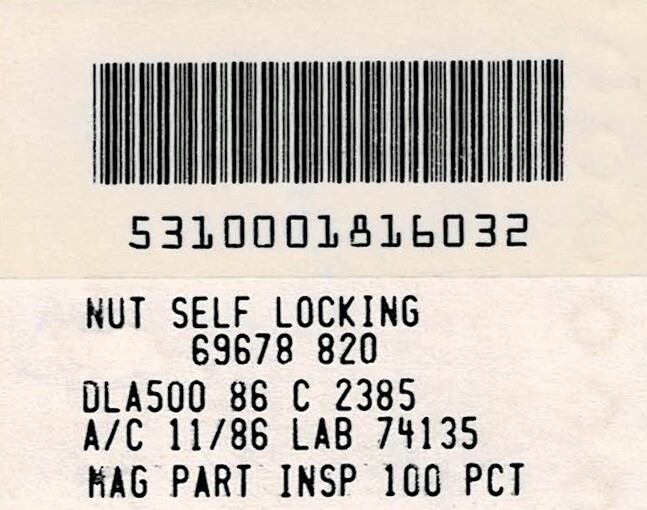 5310001816032
NUT SELF LOCKING
69678 820
DLA500 86 C 2385
A/C 11/86 LAB 74135
MAG PART INSP 100 PCT